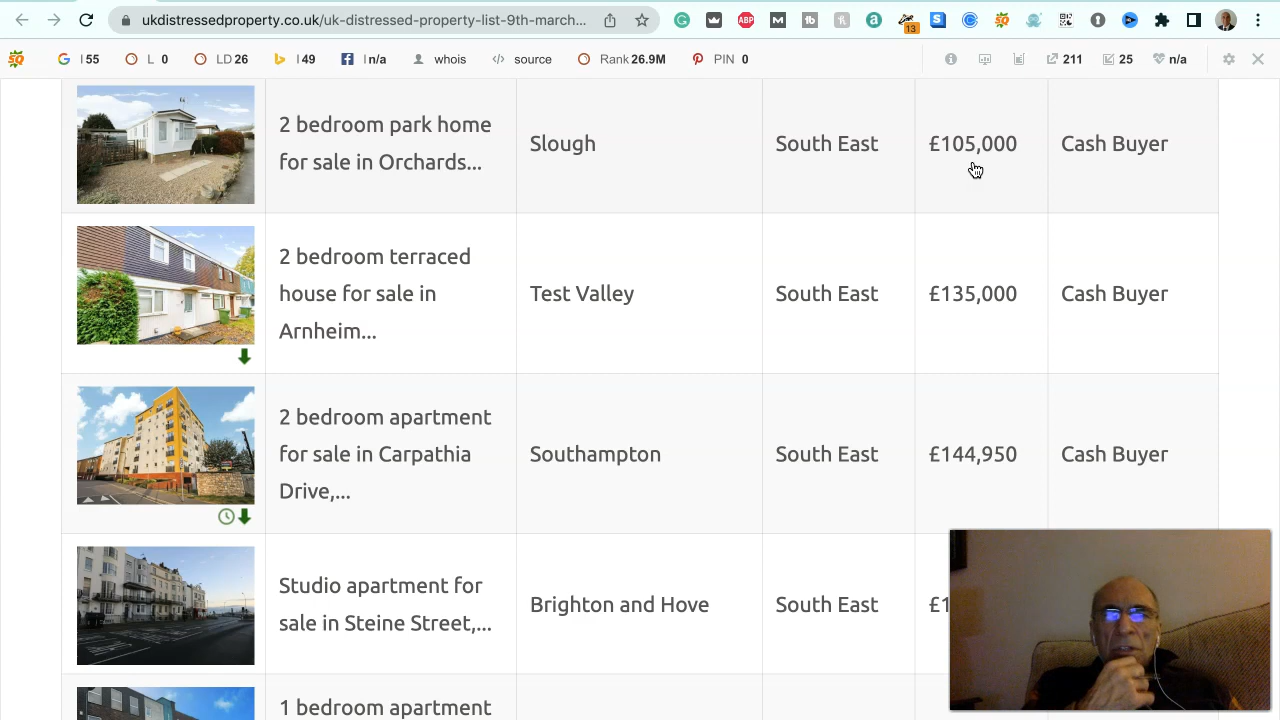 ukdistressedproperty.co.uk/uk-distressed-property-list-9th-march...
ABP
13
I 55
L 0
LD 26
I 49
I n/a
whois
source
Rank 26.9M
PIN 0
211
25
n/a
2 bedroom park home
for sale in Orchards...
Slough
South East
£105,000
Cash Buyer
2 bedroom terraced
house for sale in
Arnheim...
Test Valley
South East
£135,000
Cash Buyer
2 bedroom apartment
for sale in Carpathia
Drive,...
Southampton
South East
£144,950
Cash Buyer
Studio apartment for
sale in Steine Street,...
Brighton and Hove
South East
£1
1 bedroom apartment